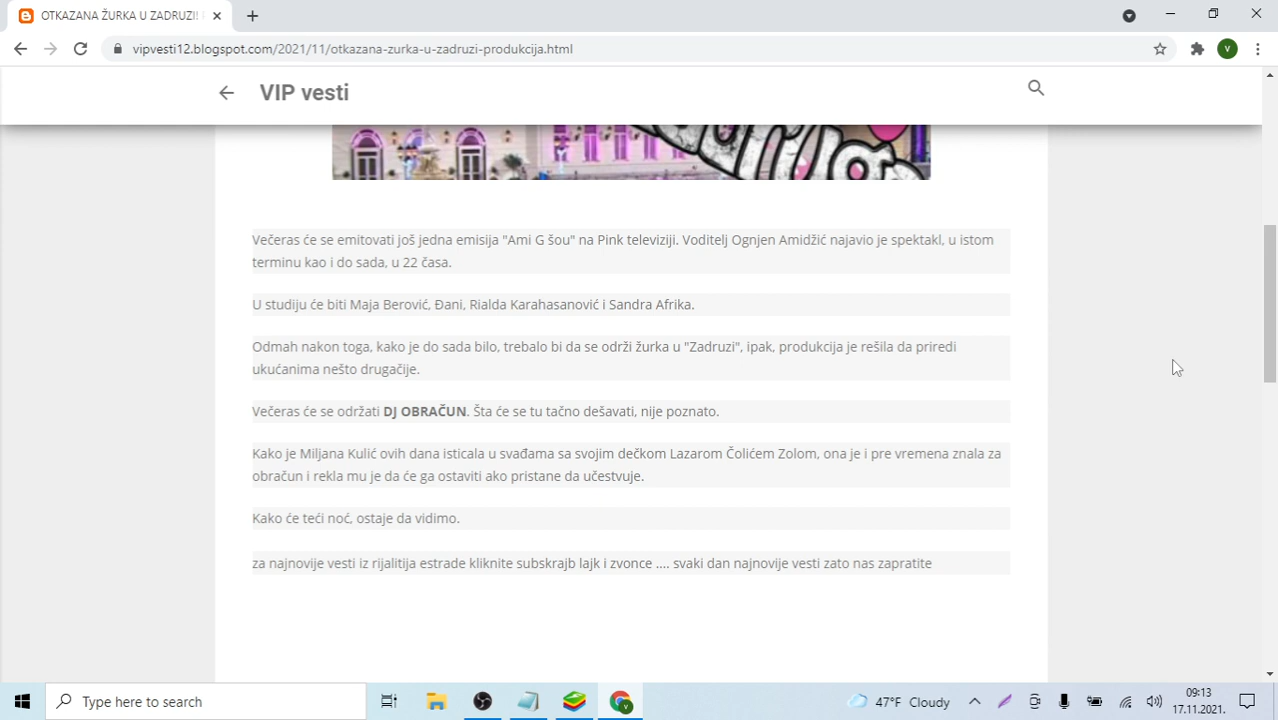 OTKAZANA ŽURKA U ZADRUZI!
vipvesti12.blogspot.com/2021/11/otkazana-zurka-u-zadruzi-produkcija.html
V
VIP vesti
Večeras će se emitovati još jedna emisija "Ami G šou" na Pink televiziji. Voditelj Ognjen Amidžić najavio je spektakl, u istom
terminu kao i do sada, u 22 časa.
U studiju će biti Maja Berović, Đani, Rialda Karahasanović i Sandra Afrika.
Odmah nakon toga, kako je do sada bilo, trebalo bi da se održi žurka u "Zadruzi", ipak, produkcija je rešila da priredi
ukućanima nešto drugačije.
Večeras će se održati DJ OBRAČUN. Šta će se tu tačno dešavati, nije poznato.
Kako je Miljana Kulić ovih dana isticala u svađama sa svojim dečkom Lazarom Čolićem Zolom, ona je i pre vremena znala za
obračun i rekla mu je da će ga ostaviti ako pristane da učestvuje.
Kako će teći noć, ostaje da vidimo.
za najnovije vesti iz rijalitija estrade kliknite subskrajb lajk i zvonce .... svaki dan najnovije vesti zato nas zapratite
Type here to search
47°F Cloudy
09:13
17.11.2021.